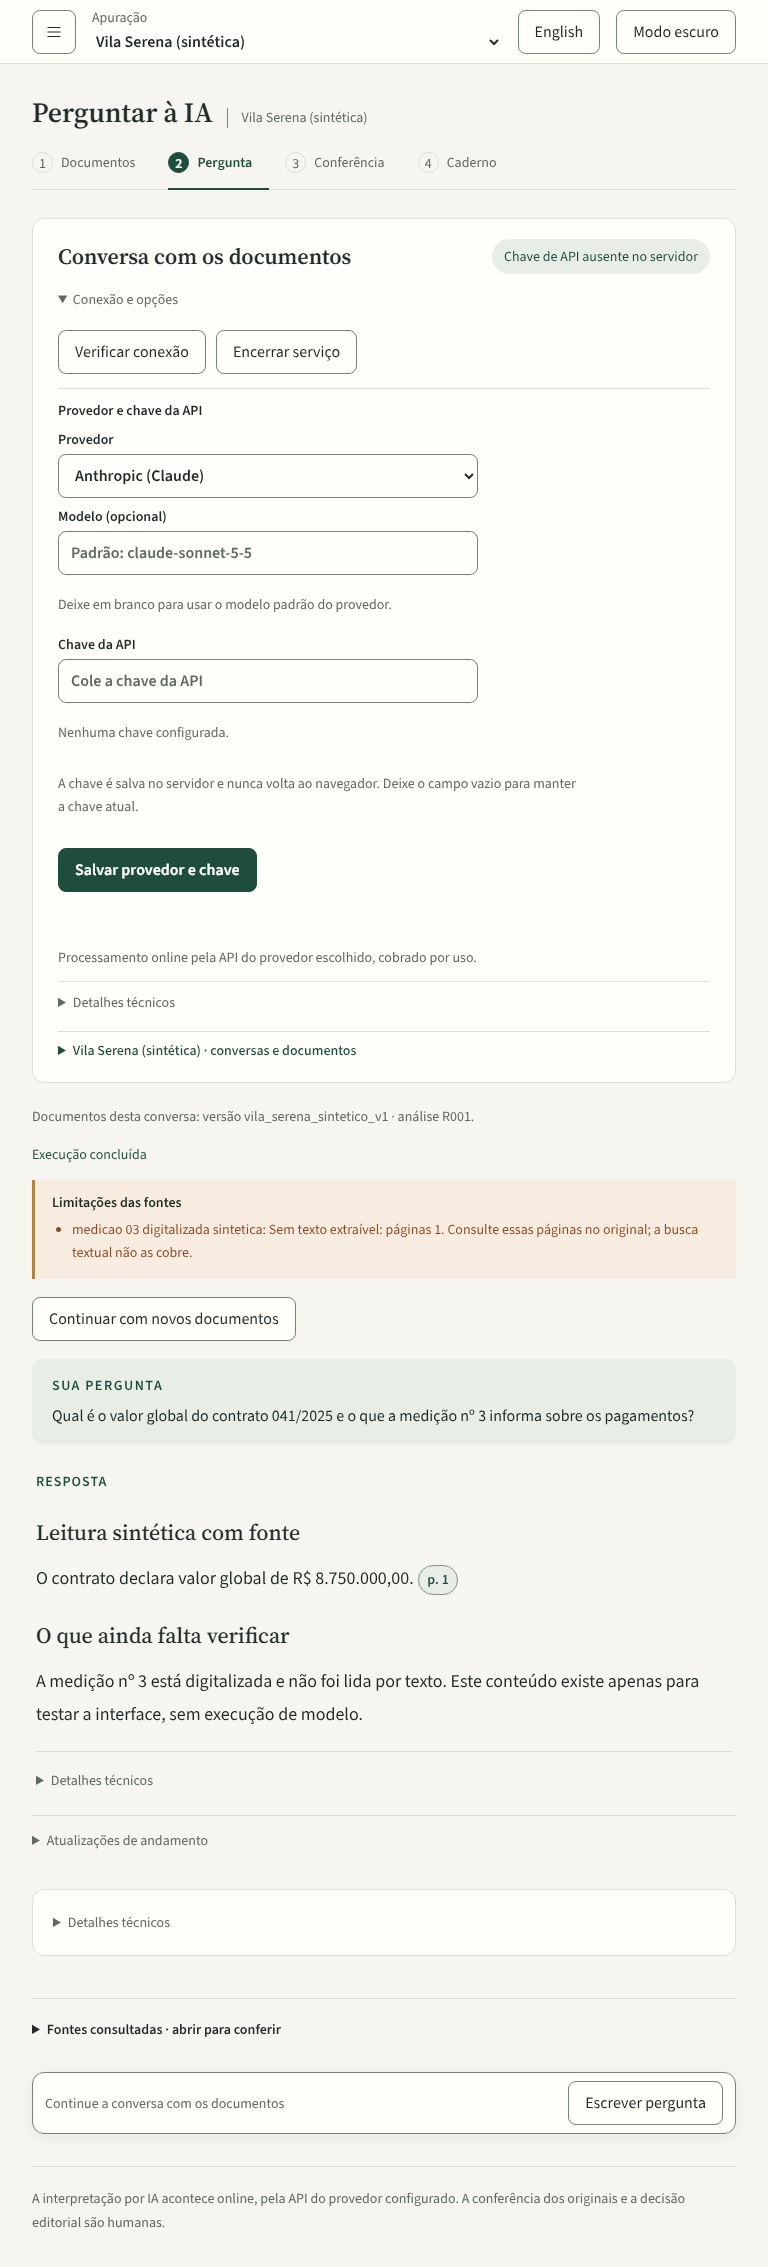 Apuração
Vila Serena (sintética)
English
Modo escuro
Perguntar à IA
Vila Serena (sintética)
1 Documentos
2 Pergunta
3 Conferência
4 Caderno
Conversa com os documentos
Chave de API ausente no servidor
Conexão e opções
Verificar conexão
Encerrar serviço
Provedor e chave da API
Provedor
Anthropic (Claude)
Modelo (opcional)
Padrão: claude-sonnet-5-5
Deixe em branco para usar o modelo padrão do provedor.
Chave da API
Cole a chave da API
Nenhuma chave configurada.
A chave é salva no servidor e nunca volta ao navegador. Deixe o campo vazio para manter
a chave atual.
Salvar provedor e chave
Processamento online pela API do provedor escolhido, cobrado por uso.
Detalhes técnicos
Vila Serena (sintética) · conversas e documentos
Documentos desta conversa: versão vila_serena_sintetico_v1 · análise R001.
Execução concluída
Limitações das fontes
medicao 03 digitalizada sintetica: Sem texto extraível: páginas 1. Consulte essas páginas no original; a busca
textual não as cobre.
Continuar com novos documentos
SUA PERGUNTA
Qual é o valor global do contrato 041/2025 e o que a medição nº 3 informa sobre os pagamentos?
RESPOSTA
Leitura sintética com fonte
O contrato declara valor global de R$ 8.750.000,00. p. 1
O que ainda falta verificar
A medição nº 3 está digitalizada e não foi lida por texto. Este conteúdo existe apenas para
testar a interface, sem execução de modelo.
Detalhes técnicos
Atualizações de andamento
Detalhes técnicos
Fontes consultadas · abrir para conferir
Continue a conversa com os documentos
Escrever pergunta
A interpretação por IA acontece online, pela API do provedor configurado. A conferência dos originais e a decisão
editorial são humanas.